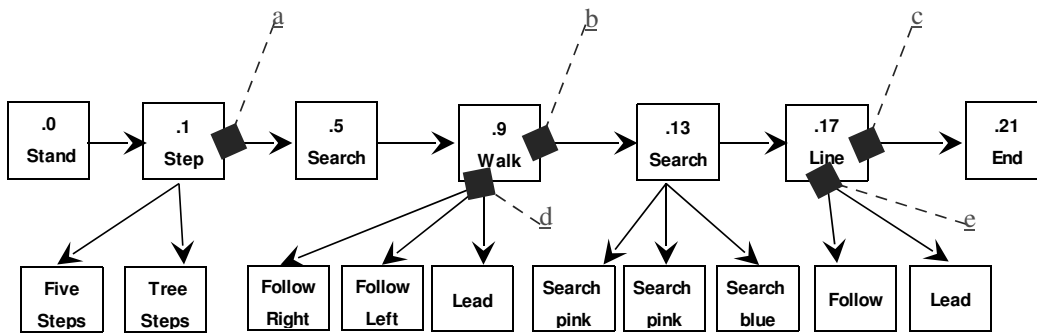 a
b
c
.0
Stand
.1
Step
.5
Search
.9
Walk
.13
Search
.17
Line
.21
End
d
e
Five
Steps
Tree
Steps
Follow
Right
Follow
Left
Lead
Search
pink
Search
pink
Search
blue
Follow
Lead